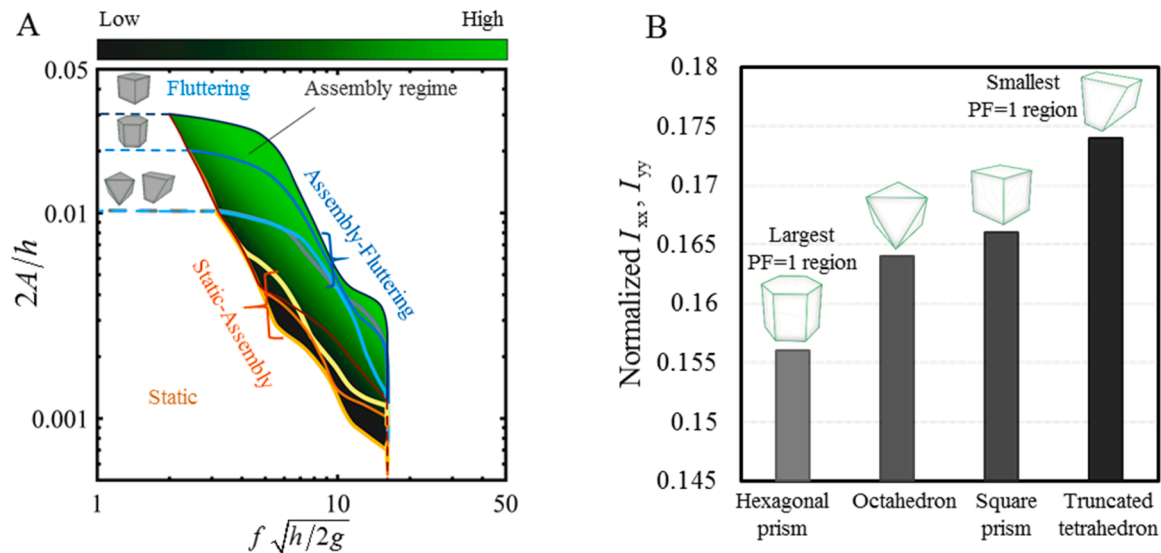 A
Low
High
0.05
0.01
0.001
2A/h
Fluttering
Assembly regime
Assembly-Fluttering
Static-Assembly
Static
1
10
50
f√h/2g
B
0.18
0.175
0.17
0.165
0.16
0.155
0.15
0.145
Normalized Ixx, Iyy
Largest
PF=1 region
Smallest
PF=1 region
Hexagonal
prism
Octahedron
Square
prism
Truncated
tetrahedron